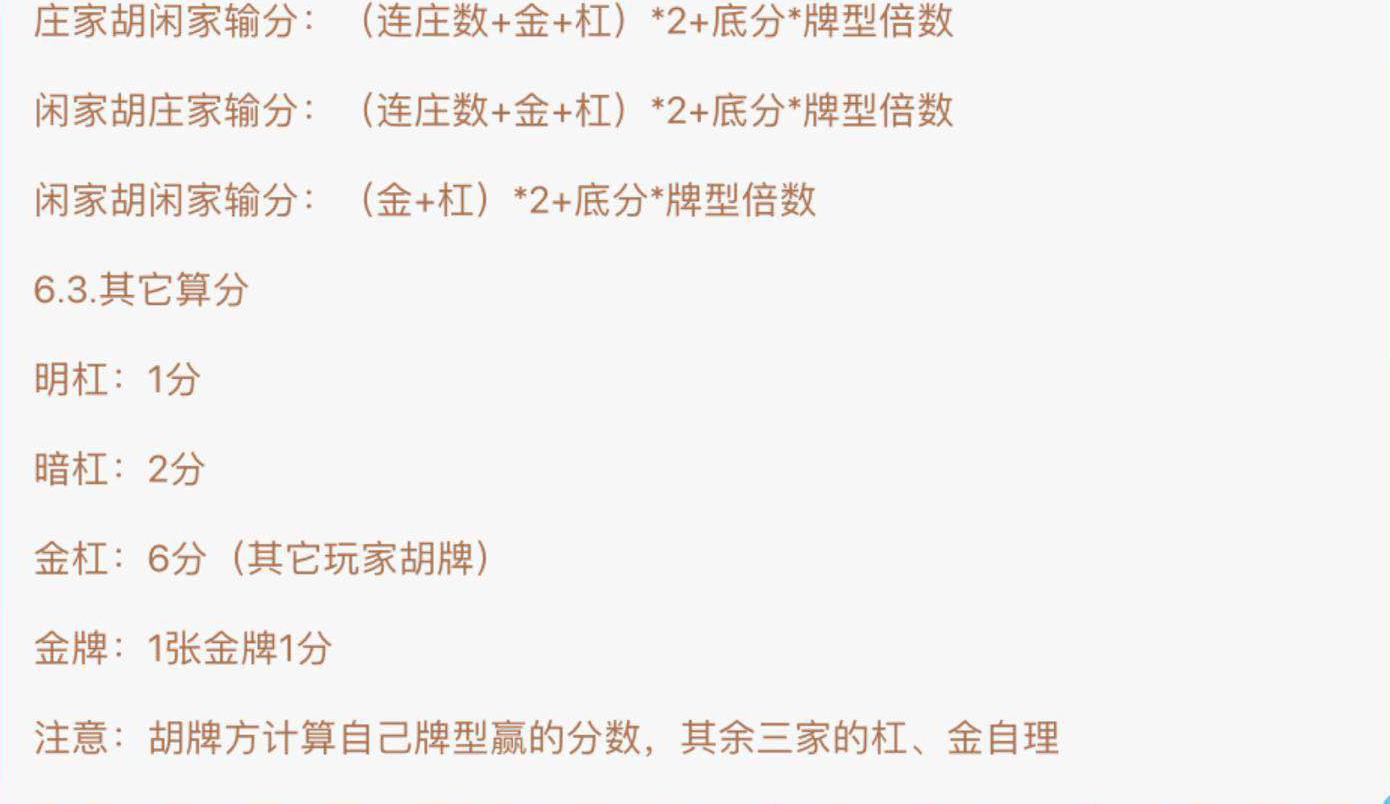 庄家胡闲家输分：（连庄数+金+杠）*2+底分*牌型倍数
闲家胡庄家输分：（连庄数+金+杠）*2+底分*牌型倍数
闲家胡闲家输分：（金+杠）*2+底分*牌型倍数
6.3.其它算分
明杠：1分
暗杠：2分
金杠：6分（其它玩家胡牌）
金牌：1张金牌1分
注意：胡牌方计算自己牌型赢的分数，其余三家的杠、金自理